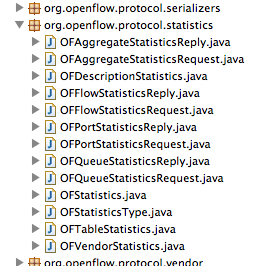 org.openflow.protocol.serializers
org.openflow.protocol.statistics
OFAggregateStatisticsReply.java
OFAggregateStatisticsRequest.java
OFDescriptionStatistics.java
OFFlowStatisticsReply.java
OFFlowStatisticsRequest.java
OFPortStatisticsReply.java
OFPortStatisticsRequest.java
OFQueueStatisticsReply.java
OFQueueStatisticsRequest.java
OFStatistics.java
OFStatisticsType.java
OFTableStatistics.java
OFVendorStatistics.java
org.openflow.protocol.vendor